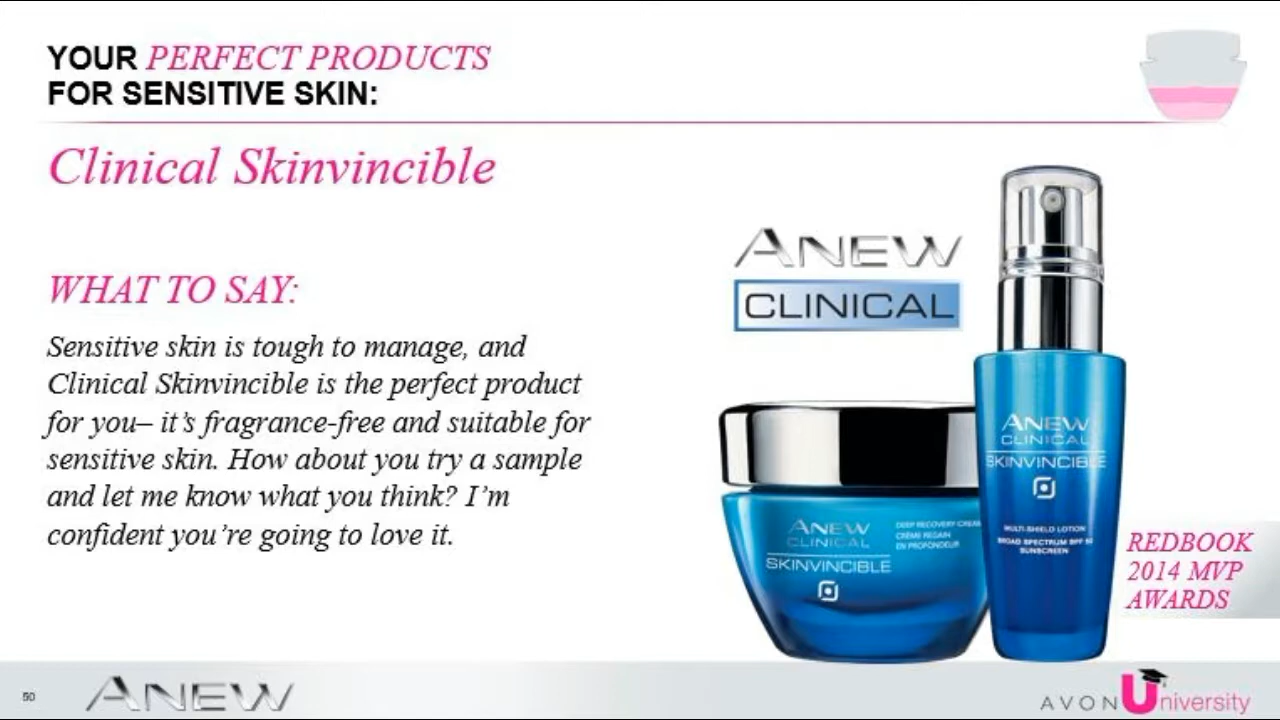 YOUR PERFECT PRODUCTS
FOR SENSITIVE SKIN:
Clinical Skinvincible
WHAT TO SAY:
Sensitive skin is tough to manage, and
Clinical Skinvincible is the perfect product
for you– it’s fragrance-free and suitable for
sensitive skin. How about you try a sample
and let me know what you think? I’m
confident you’re going to love it.
ANEW
CLINICAL
ANEW
CLINICAL
SKINVINCIBLE
DEEP RECOVERY CREAM
CRÈME REGAIN
EN PROFONDEUR
ANEW
CLINICAL
SKINVINCIBLE
MULTI-SHIELD LOTION
BROAD SPECTRUM SPF 50
SUNSCREEN
REDBOOK
2014 MVP
AWARDS
50
ANEW
AVON University